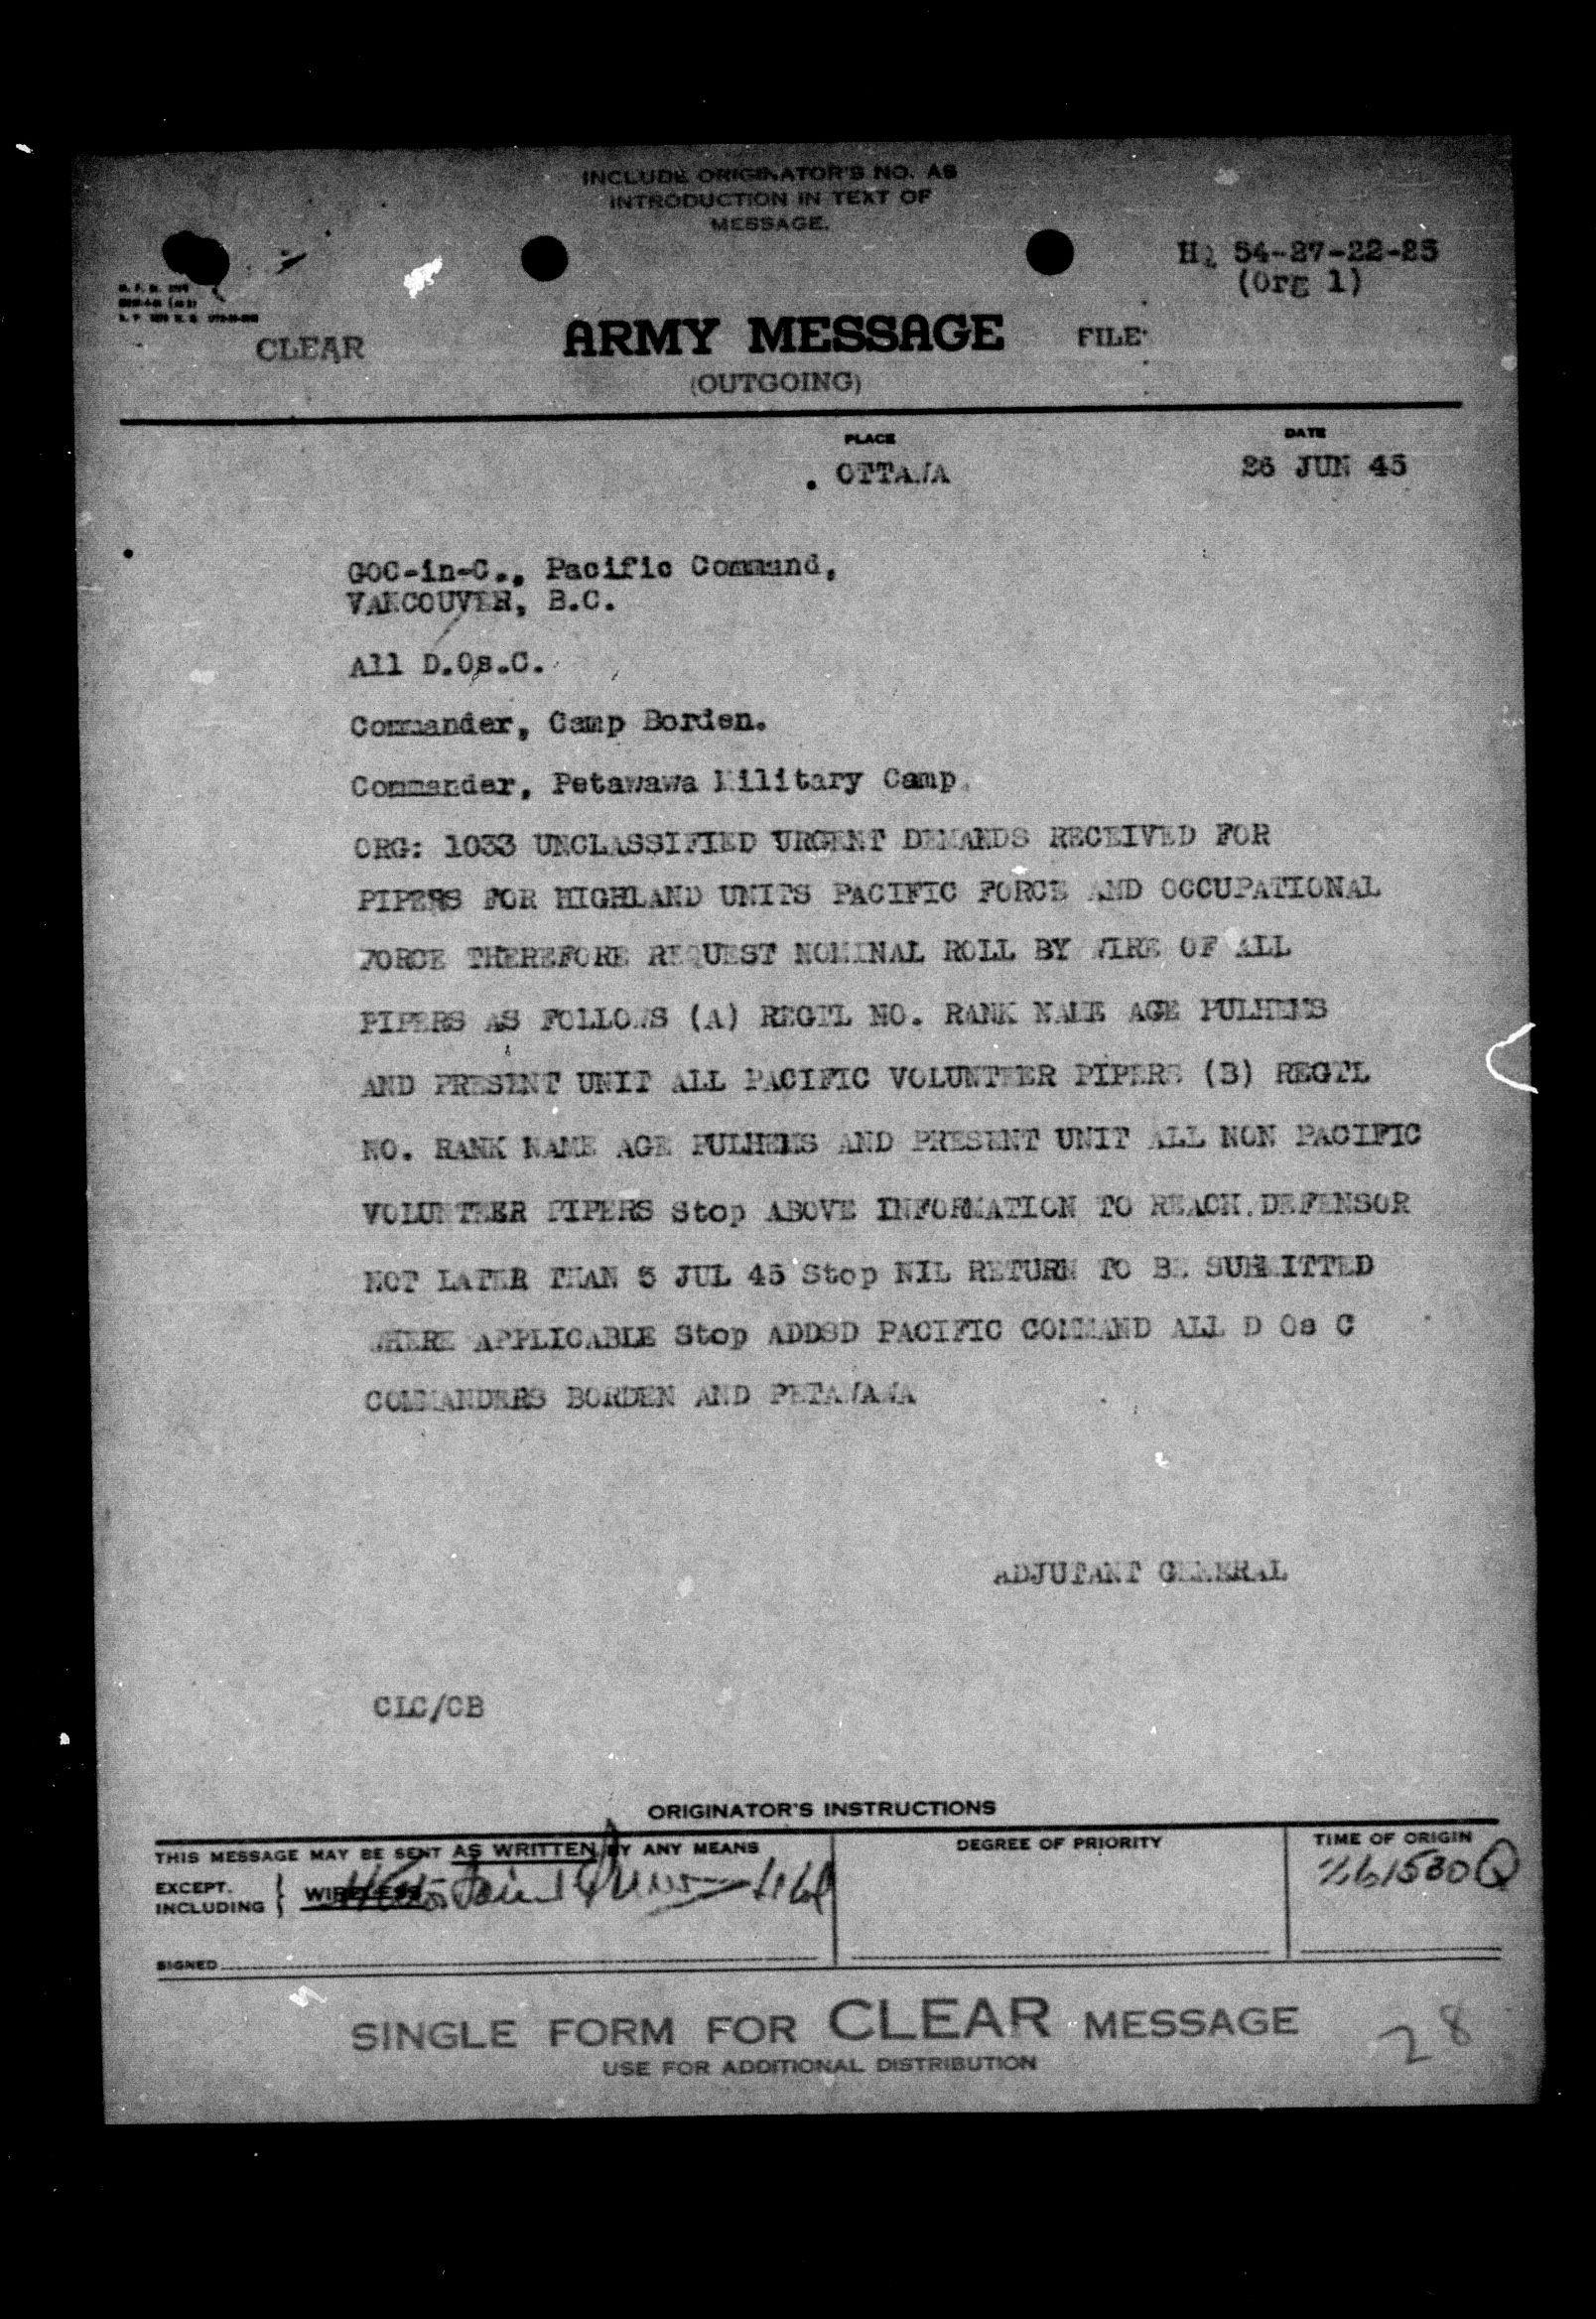 INCLUDE ORIGINATOR'S NO. AS
INTRODUCTION IN TEXT OF
MESSAGE.
HQ 54-27-22-25
(Org 1)
CLEAR
ARMY MESSAGE
FILE
(OUTGOING)
PLACE
DATE
OTTAWA
26 JUN 45
GOC-in-C., Pacific Command,
VANCOUVER, B.C.
All D.Os.C.
Commander, Camp Borden.
Commander, Petawawa Military Camp.
ORG: 1033 UNCLASSIFIED URGENT DEMANDS RECEIVED FOR
PIPERS FOR HIGHLAND UNITS PACIFIC FORCE AND OCCUPATIONAL
FORCE THEREFORE REQUEST NOMINAL ROLL BY WIRE OF ALL
PIPERS AS FOLLOWS (A) REGTL NO. RANK NAME AGE PULHEMS
AND PRESENT UNIT ALL PACIFIC VOLUNTEER PIPERS (B) REGTL
NO. RANK NAME AGE PULHEMS AND PRESENT UNIT ALL NON PACIFIC
VOLUNTEER PIPERS Stop ABOVE INFORMATION TO REACH DEFENSOR
NOT LATER THAN 5 JUL 45 Stop NIL RETURN TO BE SUBMITTED
WHERE APPLICABLE Stop ADDSD PACIFIC COMMAND ALL D Os C
COMMANDERS BORDEN AND PETAWAWA
ADJUTANT GENERAL
CLC/CB
ORIGINATOR'S INSTRUCTIONS
THIS MESSAGE MAY BE SENT AS WRITTEN BY ANY MEANS
DEGREE OF PRIORITY
TIME OF ORIGIN
EXCEPT.
INCLUDING } WIRELESS
261530Q
SIGNED
SINGLE FORM FOR CLEAR MESSAGE
28
USE FOR ADDITIONAL DISTRIBUTION